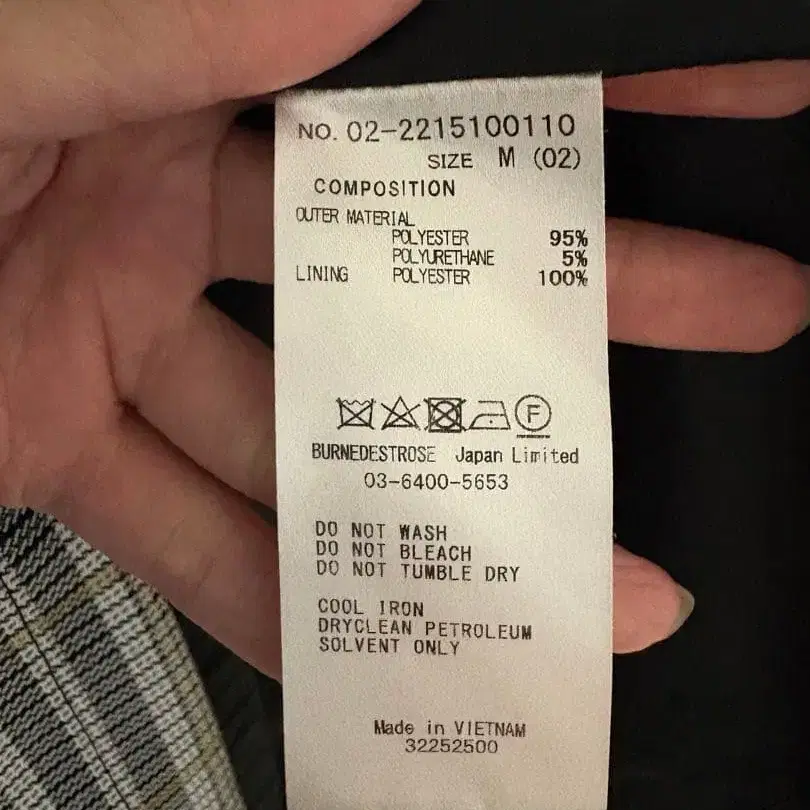 NO. 02-2215100110
SIZE M (02)
COMPOSITION
OUTER MATERIAL
POLYESTER 95%
POLYURETHANE 5%
LINING POLYESTER 100%
F
BURNEDESTROSE Japan Limited
03-6400-5653
DO NOT WASH
DO NOT BLEACH
DO NOT TUMBLE DRY
COOL IRON
DRYCLEAN PETROLEUM
SOLVENT ONLY
Made in VIETNAM
32252500